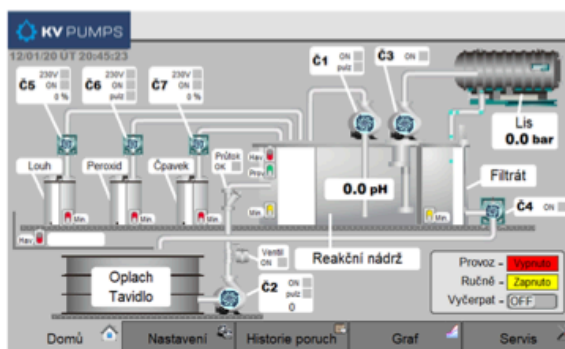 KV PUMPS
12/01/20 ÚT 20:45:23
Č5 230V ON 0 %
Č6 230V ON pulz
Č7 230V ON 0 %
Č1 ON pulz
Č3 ON
Lis
0.0 bar
Louh
Peroxid
Čpavek
Průtok OK
Hav
Prov
0.0 pH
Filtrát
Min.
Min.
Min.
Min.
Min.
Č4 ON
Hav
Ventil ON
Reakční nádrž
Oplach
Tavidlo
Č2 ON pulz 0
Provoz - Vypnuto
Ručně - Zapnuto
Vyčerpat - OFF
Domů
Nastavení
Historie poruch
Graf
Servis